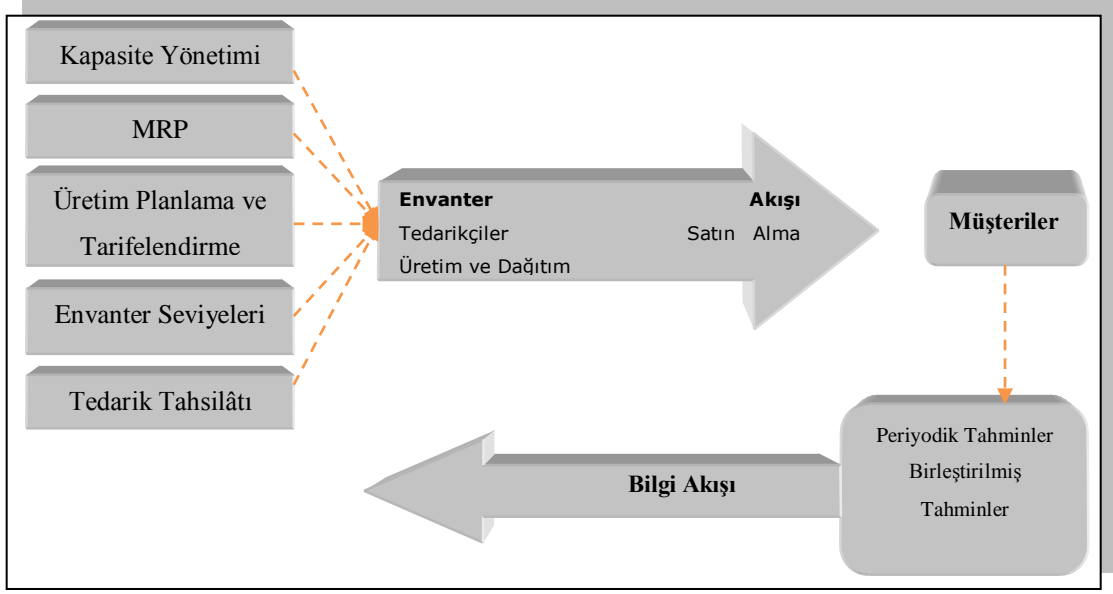 Kapasite Yönetimi
MRP
Üretim Planlama ve
Tarifelendirme
Envanter Seviyeleri
Tedarik Tahsilâtı
Envanter Akışı
Tedarikçiler Satın Alma
Üretim ve Dağıtım
Müşteriler
Periyodik Tahminler
Birleştirilmiş
Tahminler
Bilgi Akışı